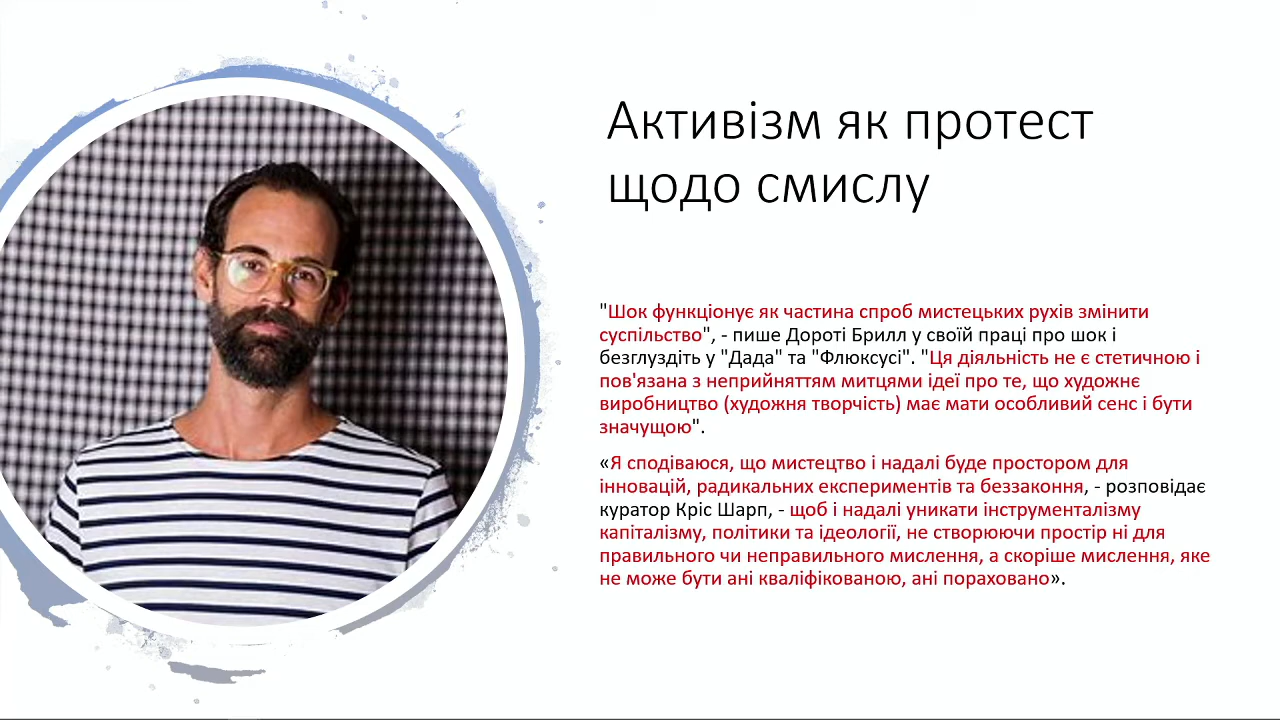 Активізм як протест
щодо смислу
"Шок функціонує як частина спроб мистецьких рухів змінити
суспільство", - пише Дороті Брилл у своїй праці про шок і
безглуздіть у "Дада" та "Флюксусі". "Ця діяльність не є стетичною і
пов'язана з неприйняттям митцями ідеї про те, що художнє
виробництво (художня творчість) має мати особливий сенс і бути
значущою".
«Я сподіваюся, що мистецтво і надалі буде простором для
інновацій, радикальних експериментів та беззаконня, - розповідає
куратор Кріс Шарп, - щоб і надалі уникати інструменталізму
капіталізму, політики та ідеології, не створюючи простір ні для
правильного чи неправильного мислення, а скоріше мислення, яке
не може бути ані кваліфікованою, ані пораховано».